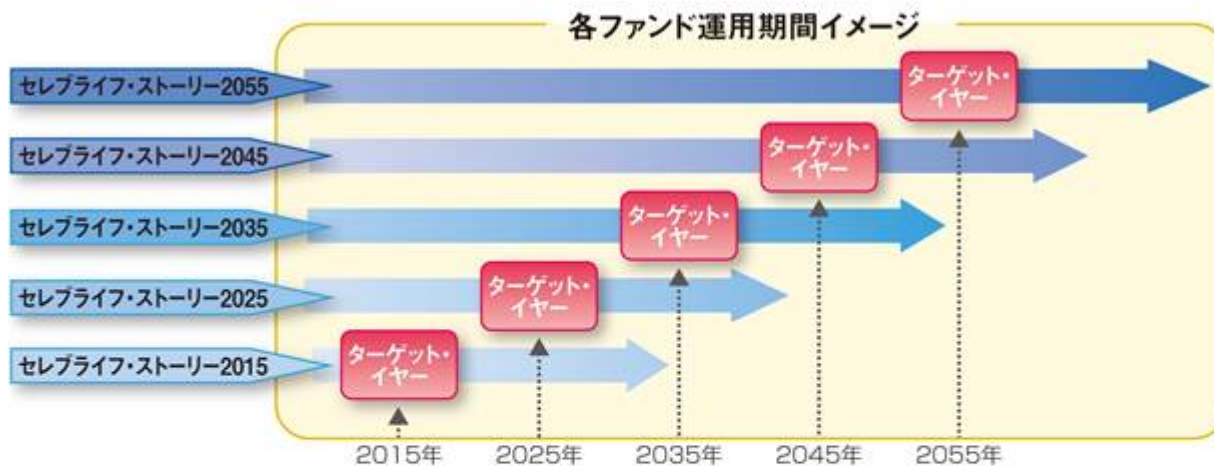 各ファンド運用期間イメージ
セレブライフ・ストーリー2055
ターゲット・
イヤー
セレブライフ・ストーリー2045
ターゲット・
イヤー
セレブライフ・ストーリー2035
ターゲット・
イヤー
セレブライフ・ストーリー2025
ターゲット・
イヤー
セレブライフ・ストーリー2015
ターゲット・
イヤー
2015年 2025年 2035年 2045年 2055年